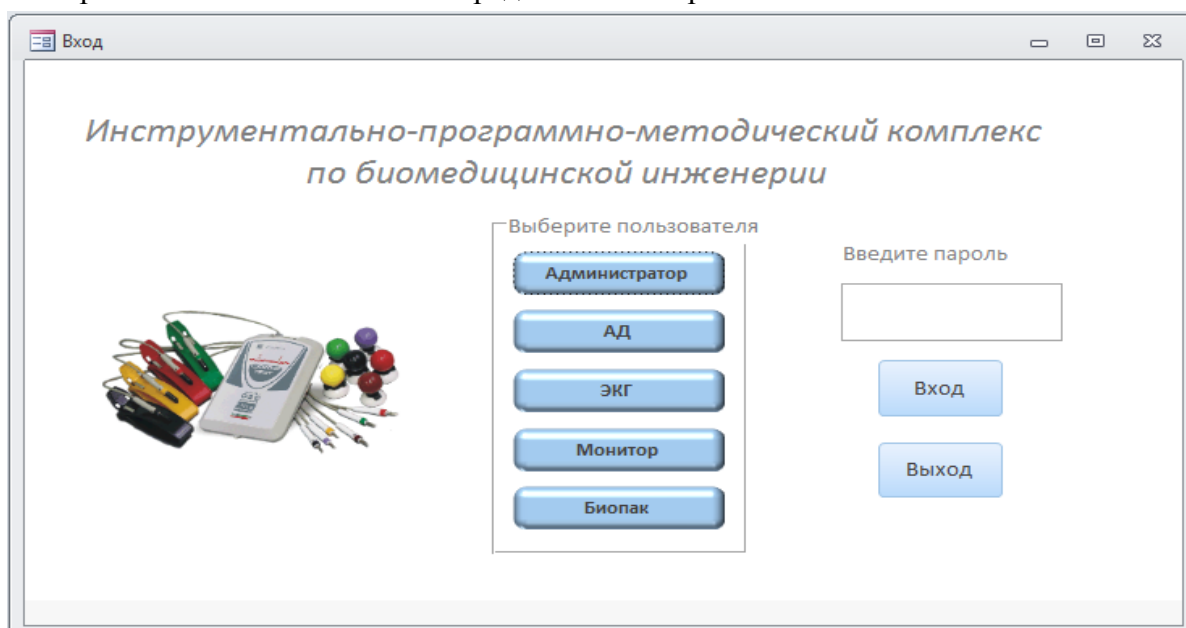 Вход
Инструментально-программно-методический комплекс
по биомедицинской инженерии
Выберите пользователя
Администратор
АД
ЭКГ
Монитор
Биопак
Введите пароль
Вход
Выход